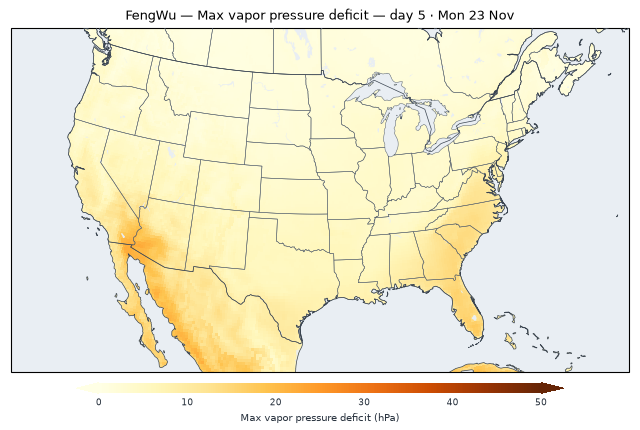 FengWu — Max vapor pressure deficit — day 5 · Mon 23 Nov
0 10 20 30 40 50
Max vapor pressure deficit (hPa)